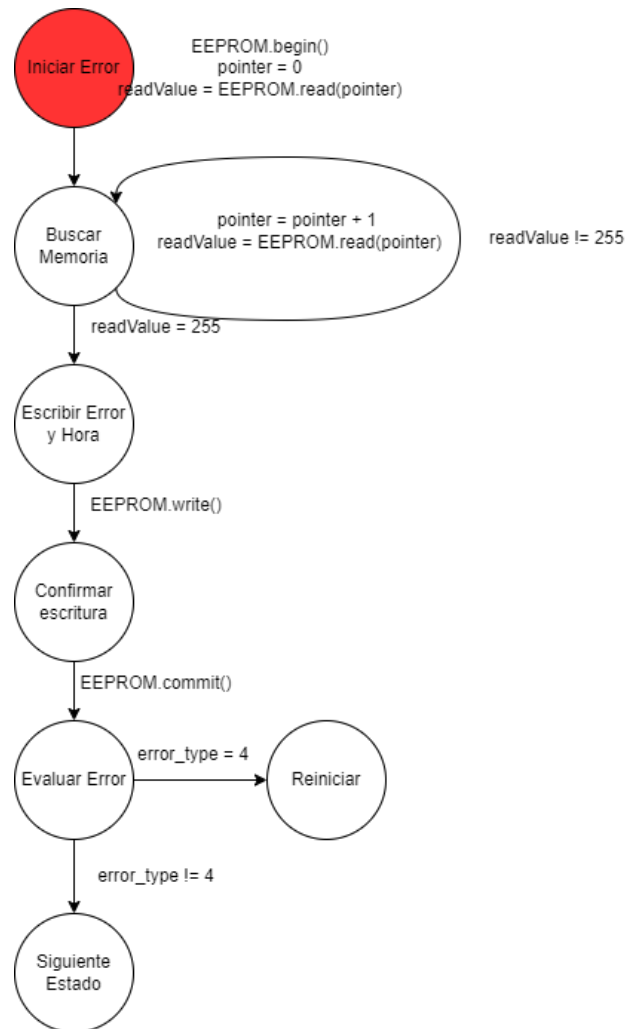 Iniciar Error
EEPROM.begin()
pointer = 0
readValue = EEPROM.read(pointer)
Buscar
Memoria
pointer = pointer + 1
readValue = EEPROM.read(pointer)
readValue != 255
readValue = 255
Escribir Error
y Hora
EEPROM.write()
Confirmar
escritura
EEPROM.commit()
Evaluar Error
error_type = 4
Reiniciar
error_type != 4
Siguiente
Estado